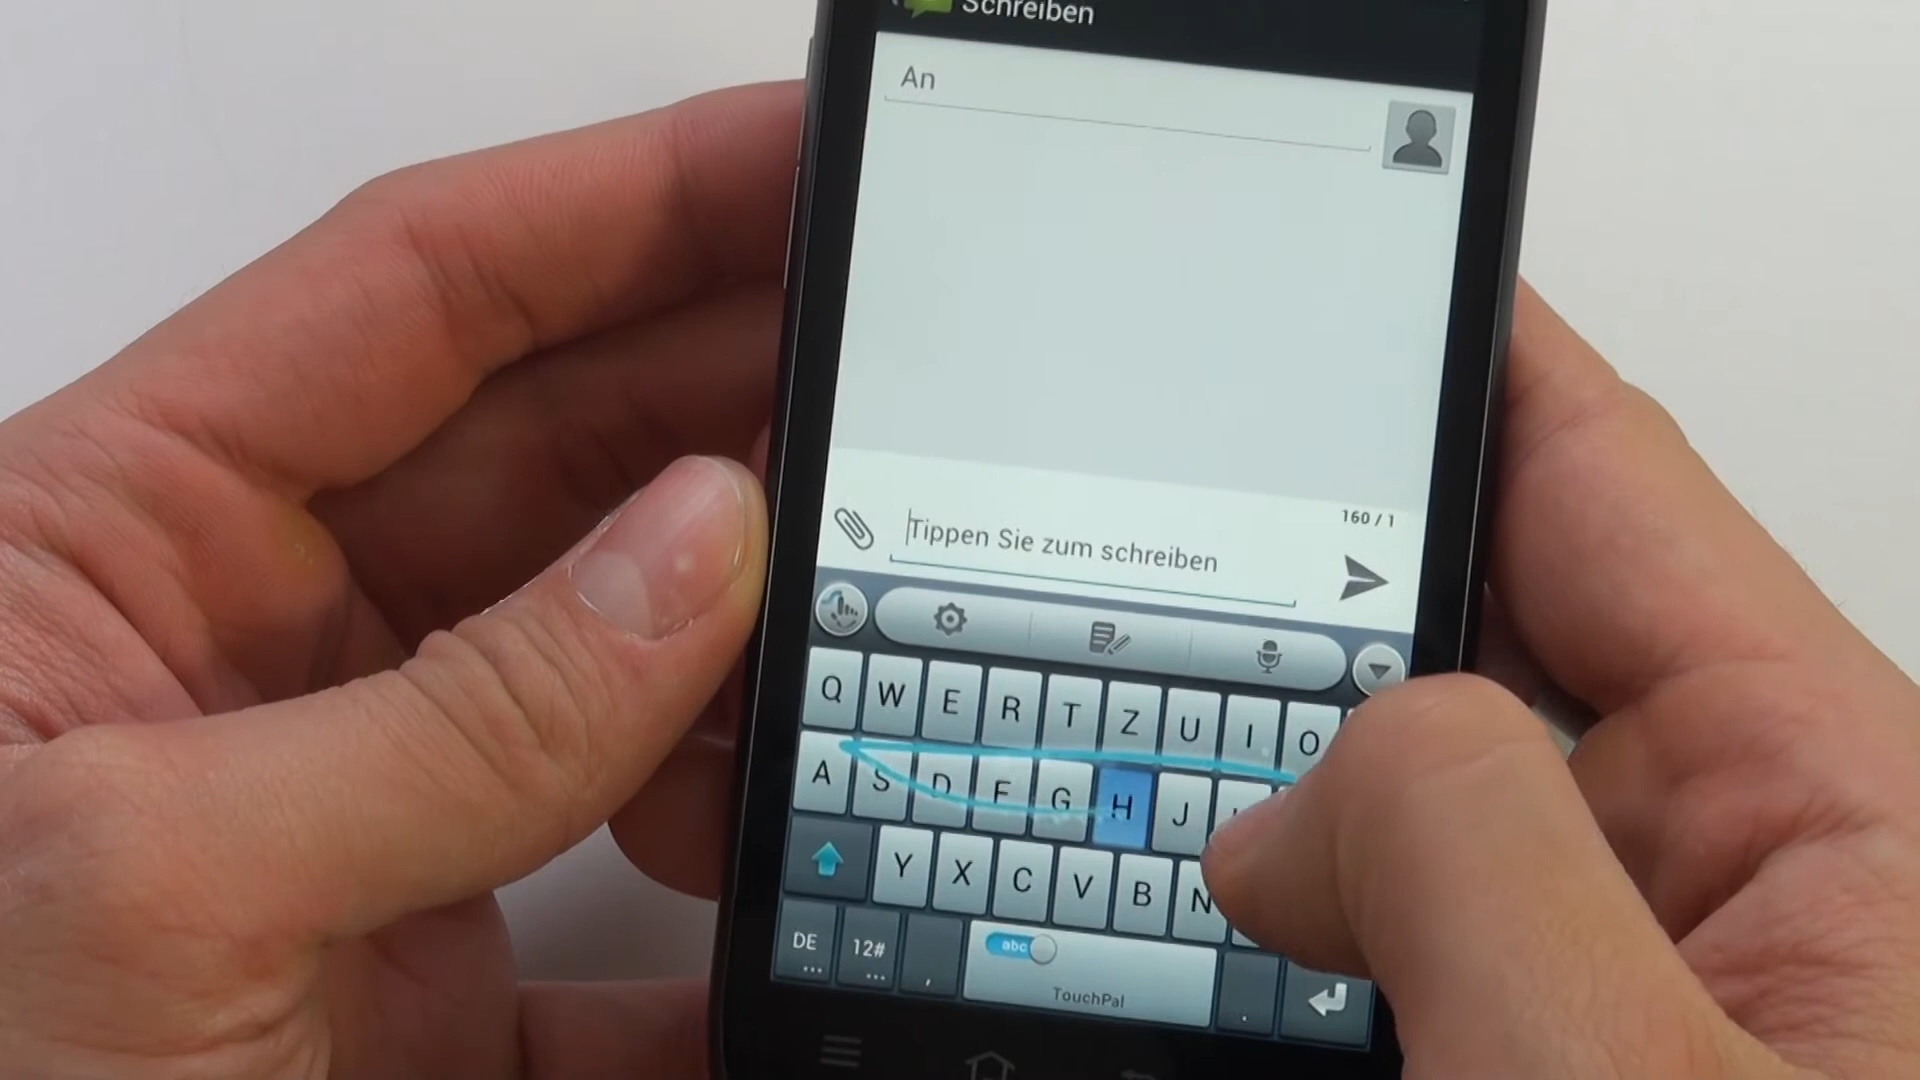 Schreiben
An
160 / 1
Tippen Sie zum schreiben
Q W E R T Z U I O
A S D F G H J
Y X C V B N
DE ... 12# ... , abc .
TouchPal